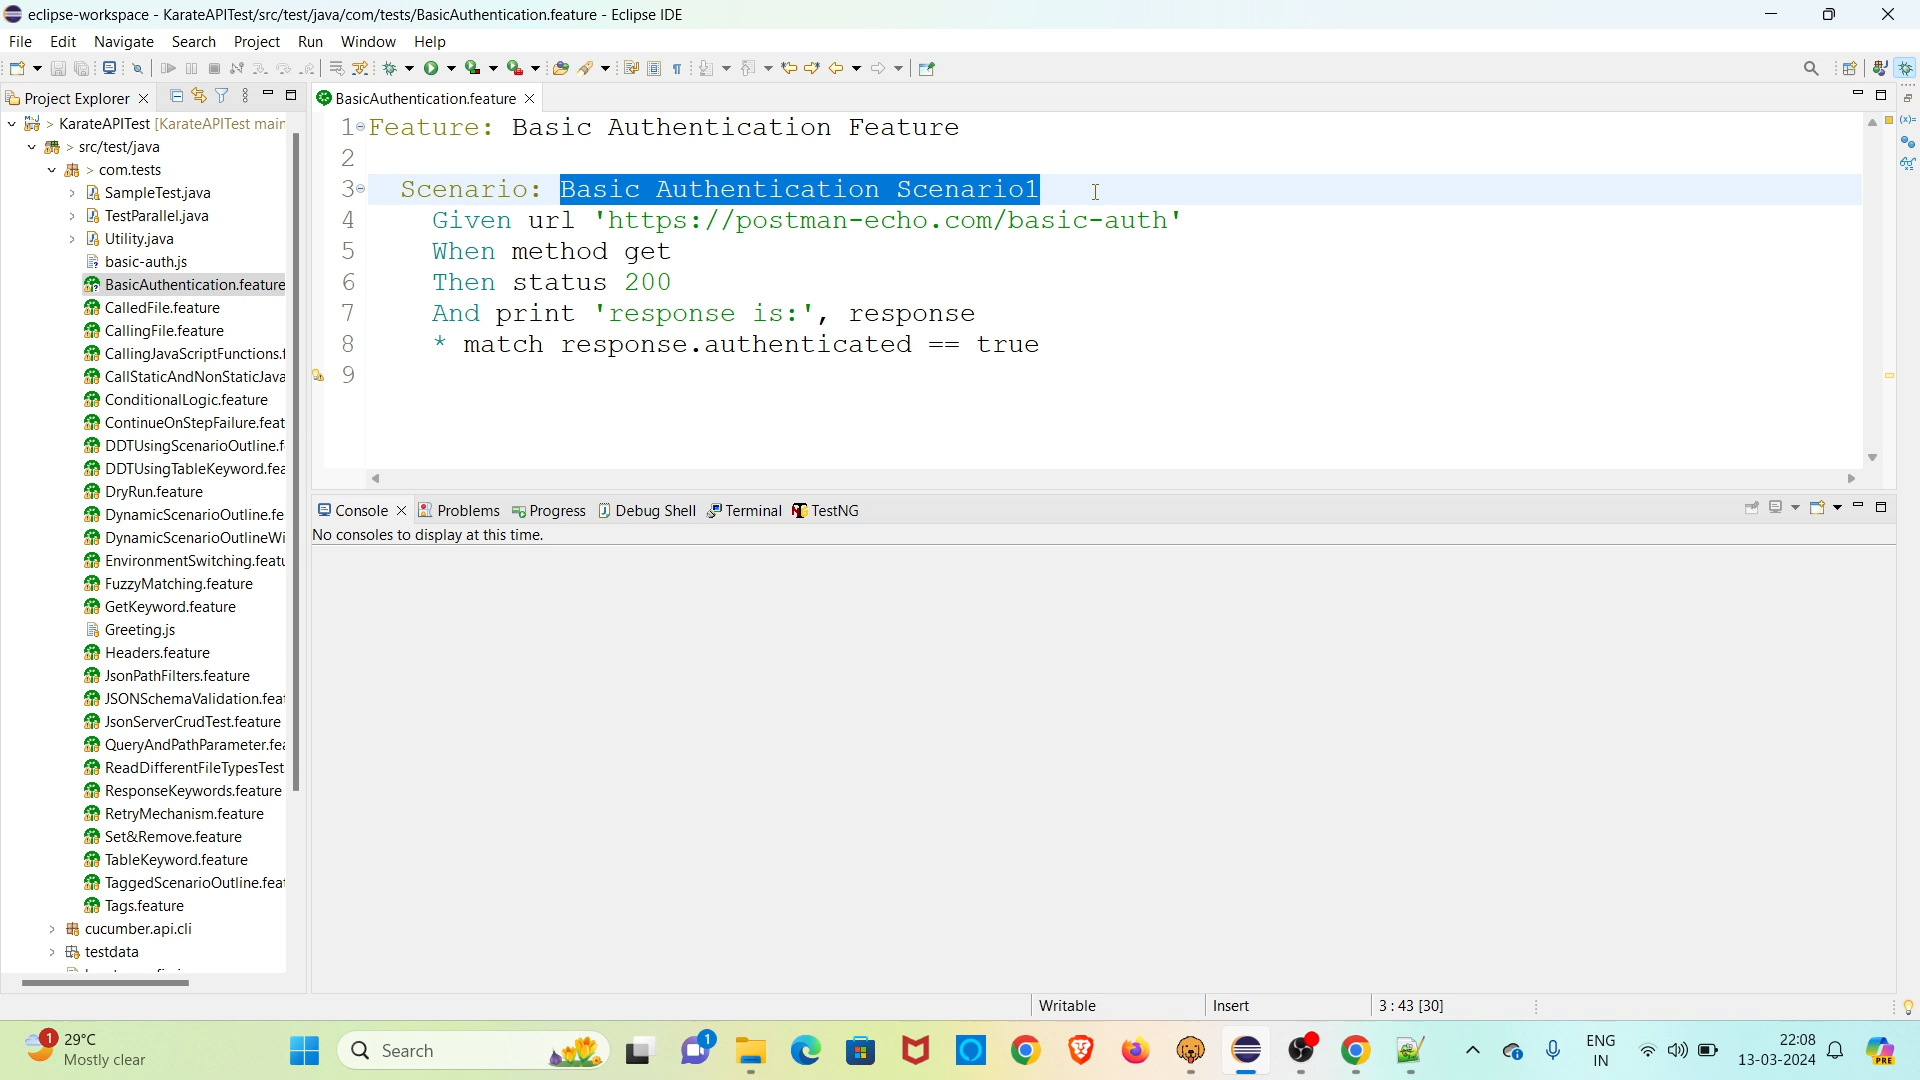 eclipse-workspace - KarateAPITest/src/test/java/com/tests/BasicAuthentication.feature - Eclipse IDE
File Edit Navigate Search Project Run Window Help
Project Explorer
BasicAuthentication.feature
> KarateAPITest [KarateAPITest main
> src/test/java
> com.tests
SampleTest.java
TestParallel.java
Utility.java
basic-auth.js
BasicAuthentication.feature
CalledFile.feature
CallingFile.feature
CallingJavaScriptFunctions.f
CallStaticAndNonStaticJava
ConditionalLogic.feature
ContinueOnStepFailure.feat
DDTUsingScenarioOutline.f
DDTUsingTableKeyword.fea
DryRun.feature
DynamicScenarioOutline.fe
DynamicScenarioOutlineWi
EnvironmentSwitching.featu
FuzzyMatching.feature
GetKeyword.feature
Greeting.js
Headers.feature
JsonPathFilters.feature
JSONSchemaValidation.feat
JsonServerCrudTest.feature
QueryAndPathParameter.fea
ReadDifferentFileTypesTest
ResponseKeywords.feature
RetryMechanism.feature
Set&Remove.feature
TableKeyword.feature
TaggedScenarioOutline.feat
Tags.feature
cucumber.api.cli
testdata
1 Feature: Basic Authentication Feature
2
3 Scenario: Basic Authentication Scenario1
4 Given url 'https://postman-echo.com/basic-auth'
5 When method get
6 Then status 200
7 And print 'response is:', response
8 * match response.authenticated == true
9
Console Problems Progress Debug Shell Terminal TestNG
No consoles to display at this time.
Writable Insert 3 : 43 [30]
1 29°C
Mostly clear
Search
1
ENG
IN
22:08
13-03-2024
PRE